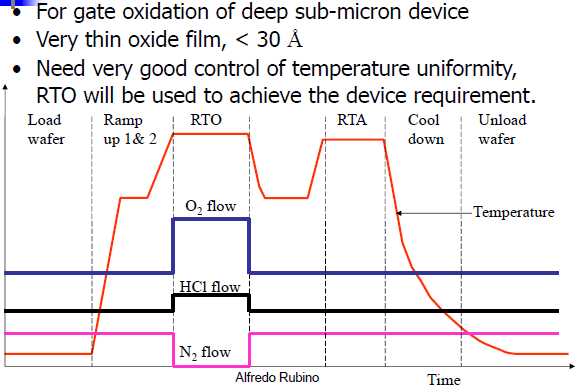 • For gate oxidation of deep sub-micron device
• Very thin oxide film, < 30 Å
• Need very good control of temperature uniformity,
RTO will be used to achieve the device requirement.
Load wafer
Ramp up 1& 2
RTO
RTA
Cool down
Unload wafer
O₂ flow
Temperature
HCl flow
N₂ flow
Alfredo Rubino
Time